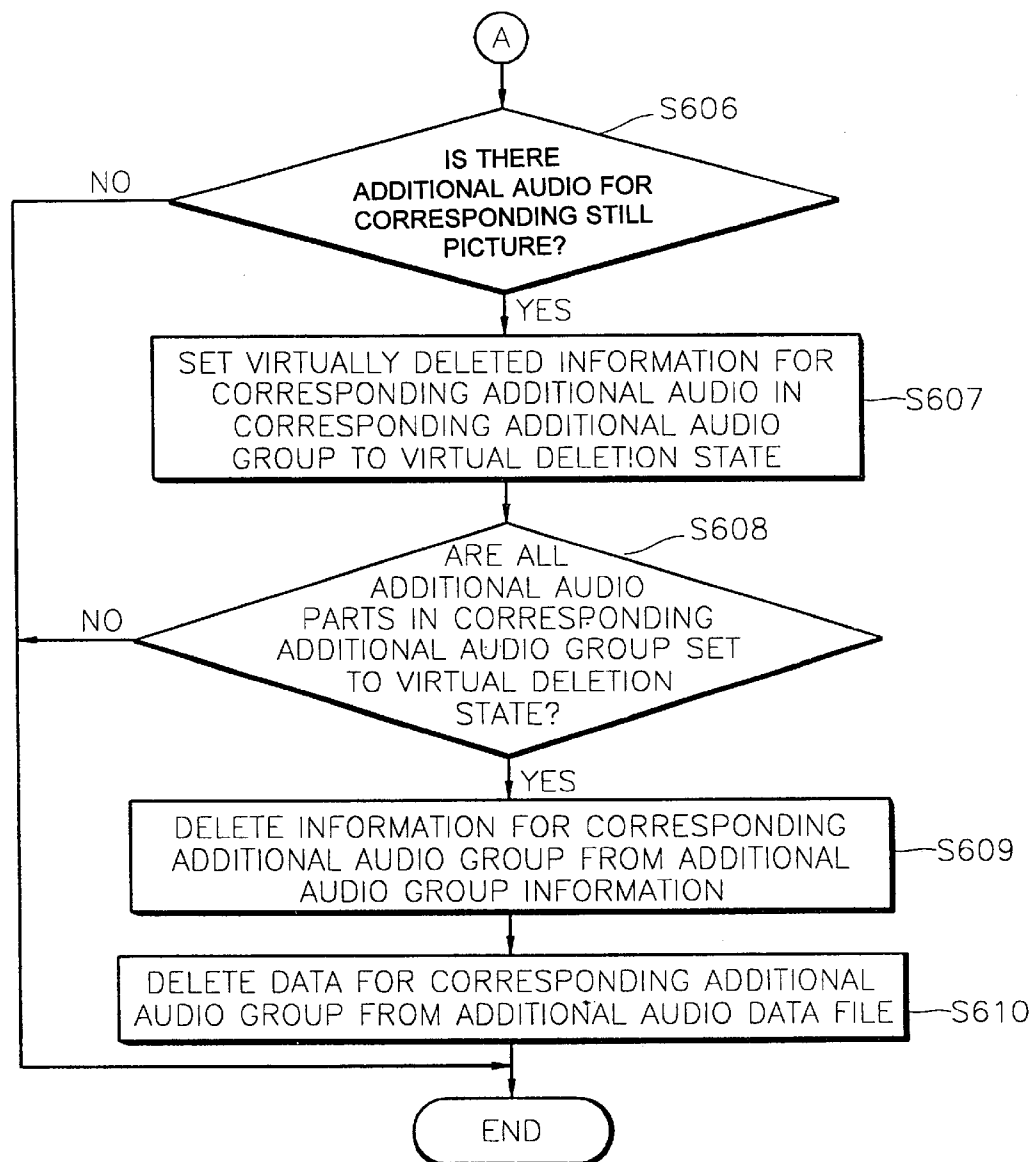 A
S606
IS THERE
ADDITIONAL AUDIO FOR
CORRESPONDING STILL
PICTURE?
NO
YES
SET VIRTUALLY DELETED INFORMATION FOR
CORRESPONDING ADDITIONAL AUDIO IN
CORRESPONDING ADDITIONAL AUDIO
GROUP TO VIRTUAL DELETION STATE
S607
S608
ARE ALL
ADDITIONAL AUDIO
PARTS IN CORRESPONDING
ADDITIONAL AUDIO GROUP SET
TO VIRTUAL DELETION
STATE?
NO
YES
DELETE INFORMATION FOR CORRESPONDING
ADDITIONAL AUDIO GROUP FROM ADDITIONAL
AUDIO GROUP INFORMATION
S609
DELETE DATA FOR CORRESPONDING ADDITIONAL
AUDIO GROUP FROM ADDITIONAL AUDIO DATA FILE
S610
END